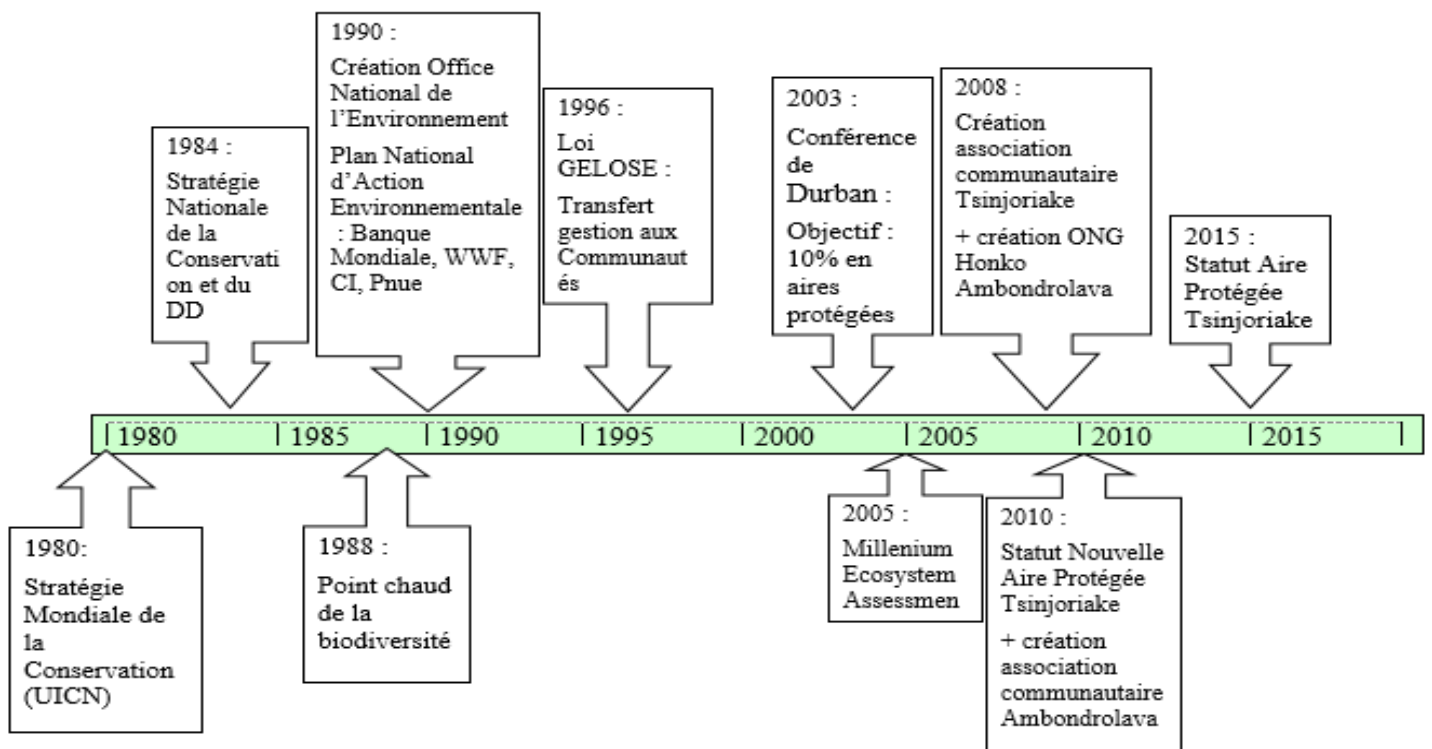 1984 :
Stratégie
Nationale
de la
Conservati
on et du
DD
1990 :
Création Office
National de
l'Environnement
Plan National
d'Action
Environnementale
: Banque
Mondiale, WWF,
CI, Pnue
1996 :
Loi
GELOSE :
Transfert
gestion aux
Communaut
és
2003 :
Conférence
de
Durban :
Objectif :
10% en
aires
protégées
2008 :
Création
association
communautaire
Tsinjoriake
+ création ONG
Honko
Ambondrolava
2015 :
Statut Aire
Protégée
Tsinjoriake
1980 1985 1990 1995 2000 2005 2010 2015
1980:
Stratégie
Mondiale de
la
Conservation
(UICN)
1988 :
Point chaud
de la
biodiversité
2005 :
Millenium
Ecosystem
Assessmen
2010 :
Statut Nouvelle
Aire Protégée
Tsinjoriake
+ création
association
communautaire
Ambondrolava